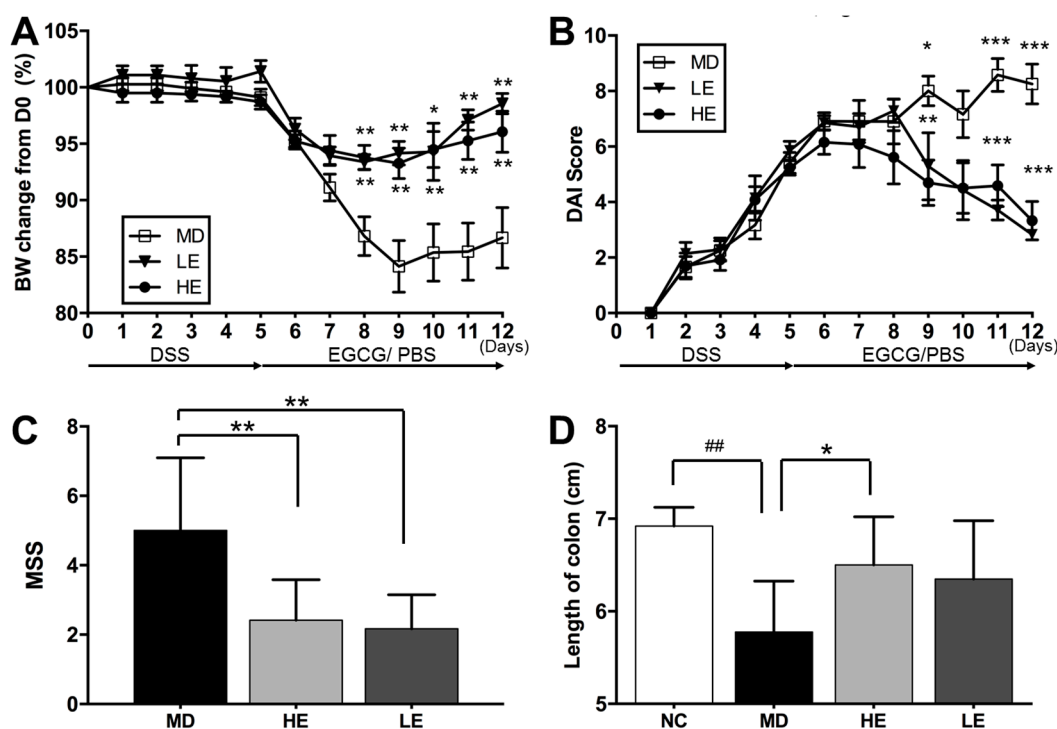 A
BW change from D0 (%)
105
100
95
90
85
80
** ** * ** **
** ** ** ** **
MD
LE
HE
0 1 2 3 4 5 6 7 8 9 10 11 12
(Days)
DSS EGCG/ PBS
B
DAI Score
10
8
6
4
2
0
MD
LE
HE
* *** ***
** *** ***
0 1 2 3 4 5 6 7 8 9 10 11 12
(Days)
DSS EGCG/PBS
C
MSS
8
6
4
2
0
**
**
MD HE LE
D
Length of colon (cm)
8
7
6
5
## *
NC MD HE LE